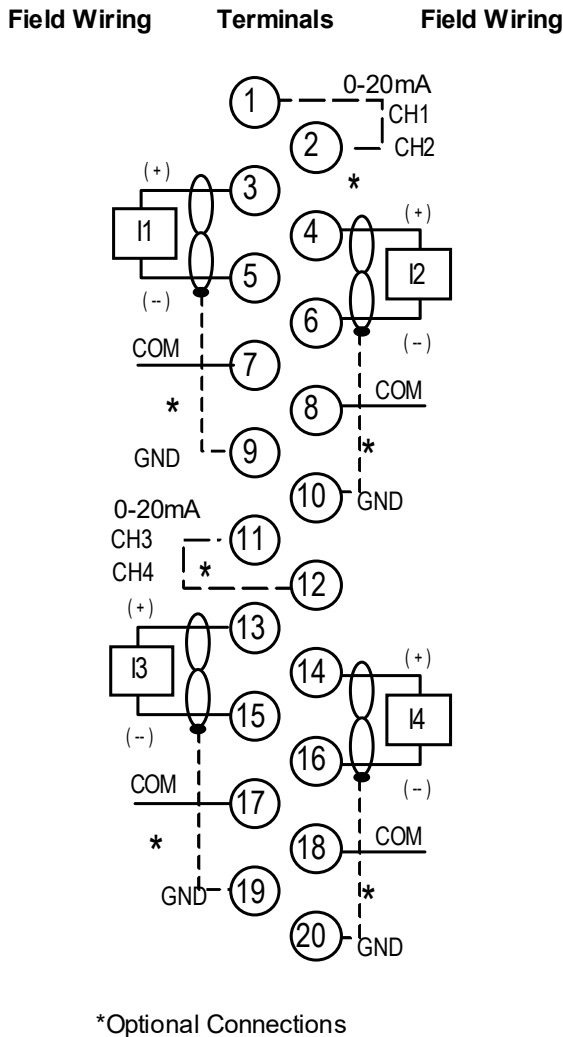 Field Wiring Terminals Field Wiring
0-20mA
1
CH1
2
CH2
*
(+)
3
I1
4
(+)
5
I2
(--)
6
(--)
COM
7
COM
8
*
*
GND
9
10
GND
0-20mA
CH3
11
CH4
*
12
(+)
13
I3
14
(+)
15
I4
(--)
16
(--)
COM
17
COM
18
*
*
GND
19
20
GND
*Optional Connections